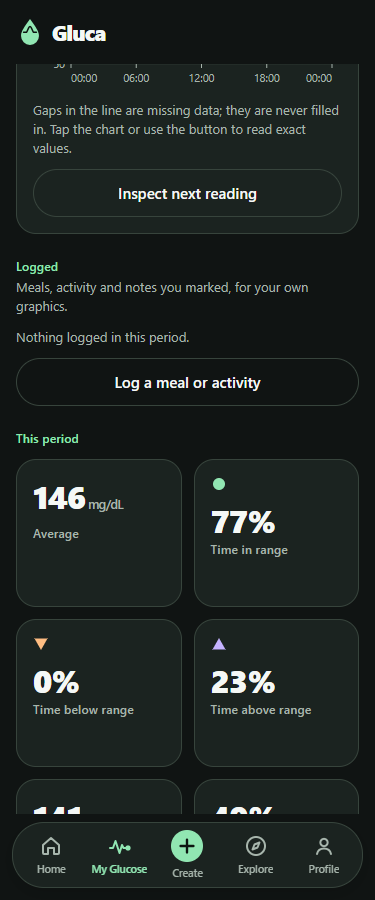 Gluca
00:00 06:00 12:00 18:00 00:00
Gaps in the line are missing data; they are never filled
in. Tap the chart or use the button to read exact
values.
Inspect next reading
Logged
Meals, activity and notes you marked, for your own
graphics.
Nothing logged in this period.
Log a meal or activity
This period
146 mg/dL
Average
77%
Time in range
0%
Time below range
23%
Time above range
Home
My Glucose
Create
Explore
Profile